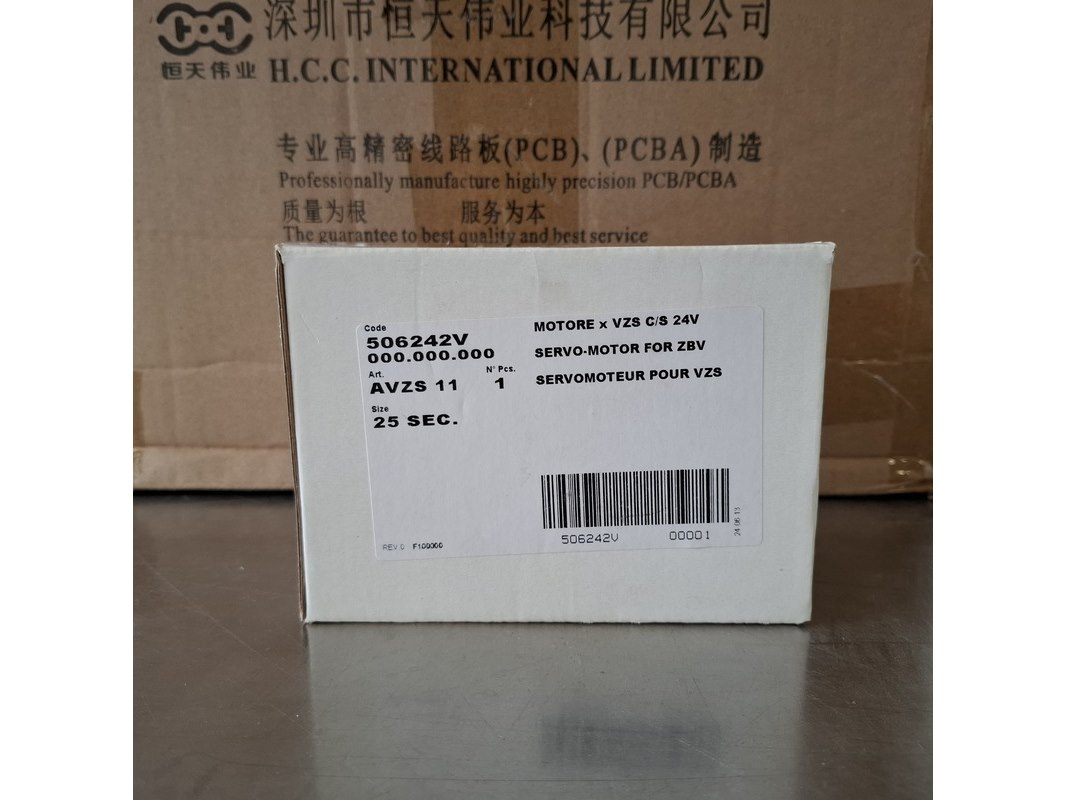 深圳市恒天伟业科技有限公司
恒天伟业
H.C.C. INTERNATIONAL LIMITED
专业高精密线路板(PCB)、(PCBA)制造
Professionally manufacture highly precision PCB/PCBA
质量为根 服务为本
The guarantee to best quality and best service
Code
506242V
000.000.000
Art. N° Pcs.
AVZS 11 1
Size
25 SEC.
MOTORE x VZS C/S 24V
SERVO-MOTOR FOR ZBV
SERVOMOTEUR POUR VZS
506242V 00001
24 06 13
REV 0 F100000